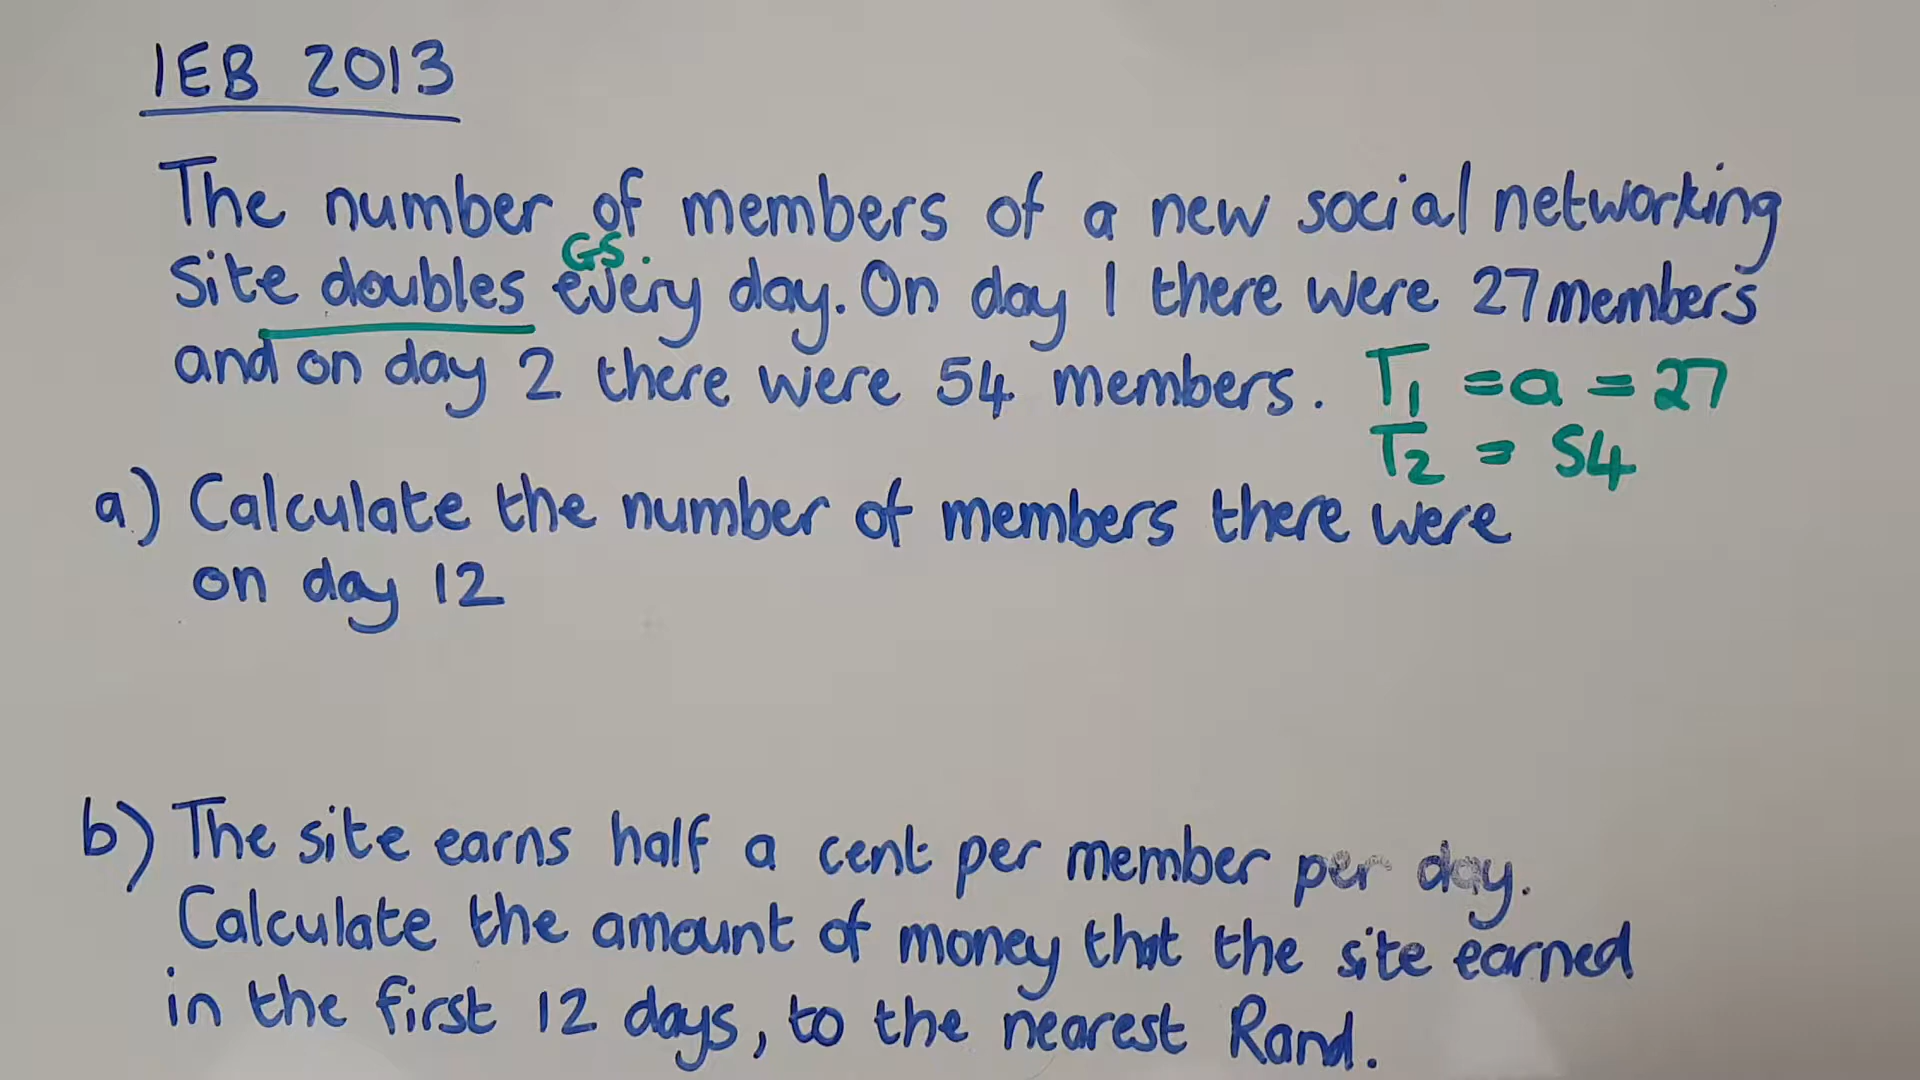 IEB 2013
The number of members of a new social networking
GS.
site doubles every day. On day 1 there were 27 members
and on day 2 there were 54 members. T1 = a = 27
T2 = 54
a) Calculate the number of members there were
on day 12
b) The site earns half a cent per member per day.
Calculate the amount of money that the site earned
in the first 12 days, to the nearest Rand.